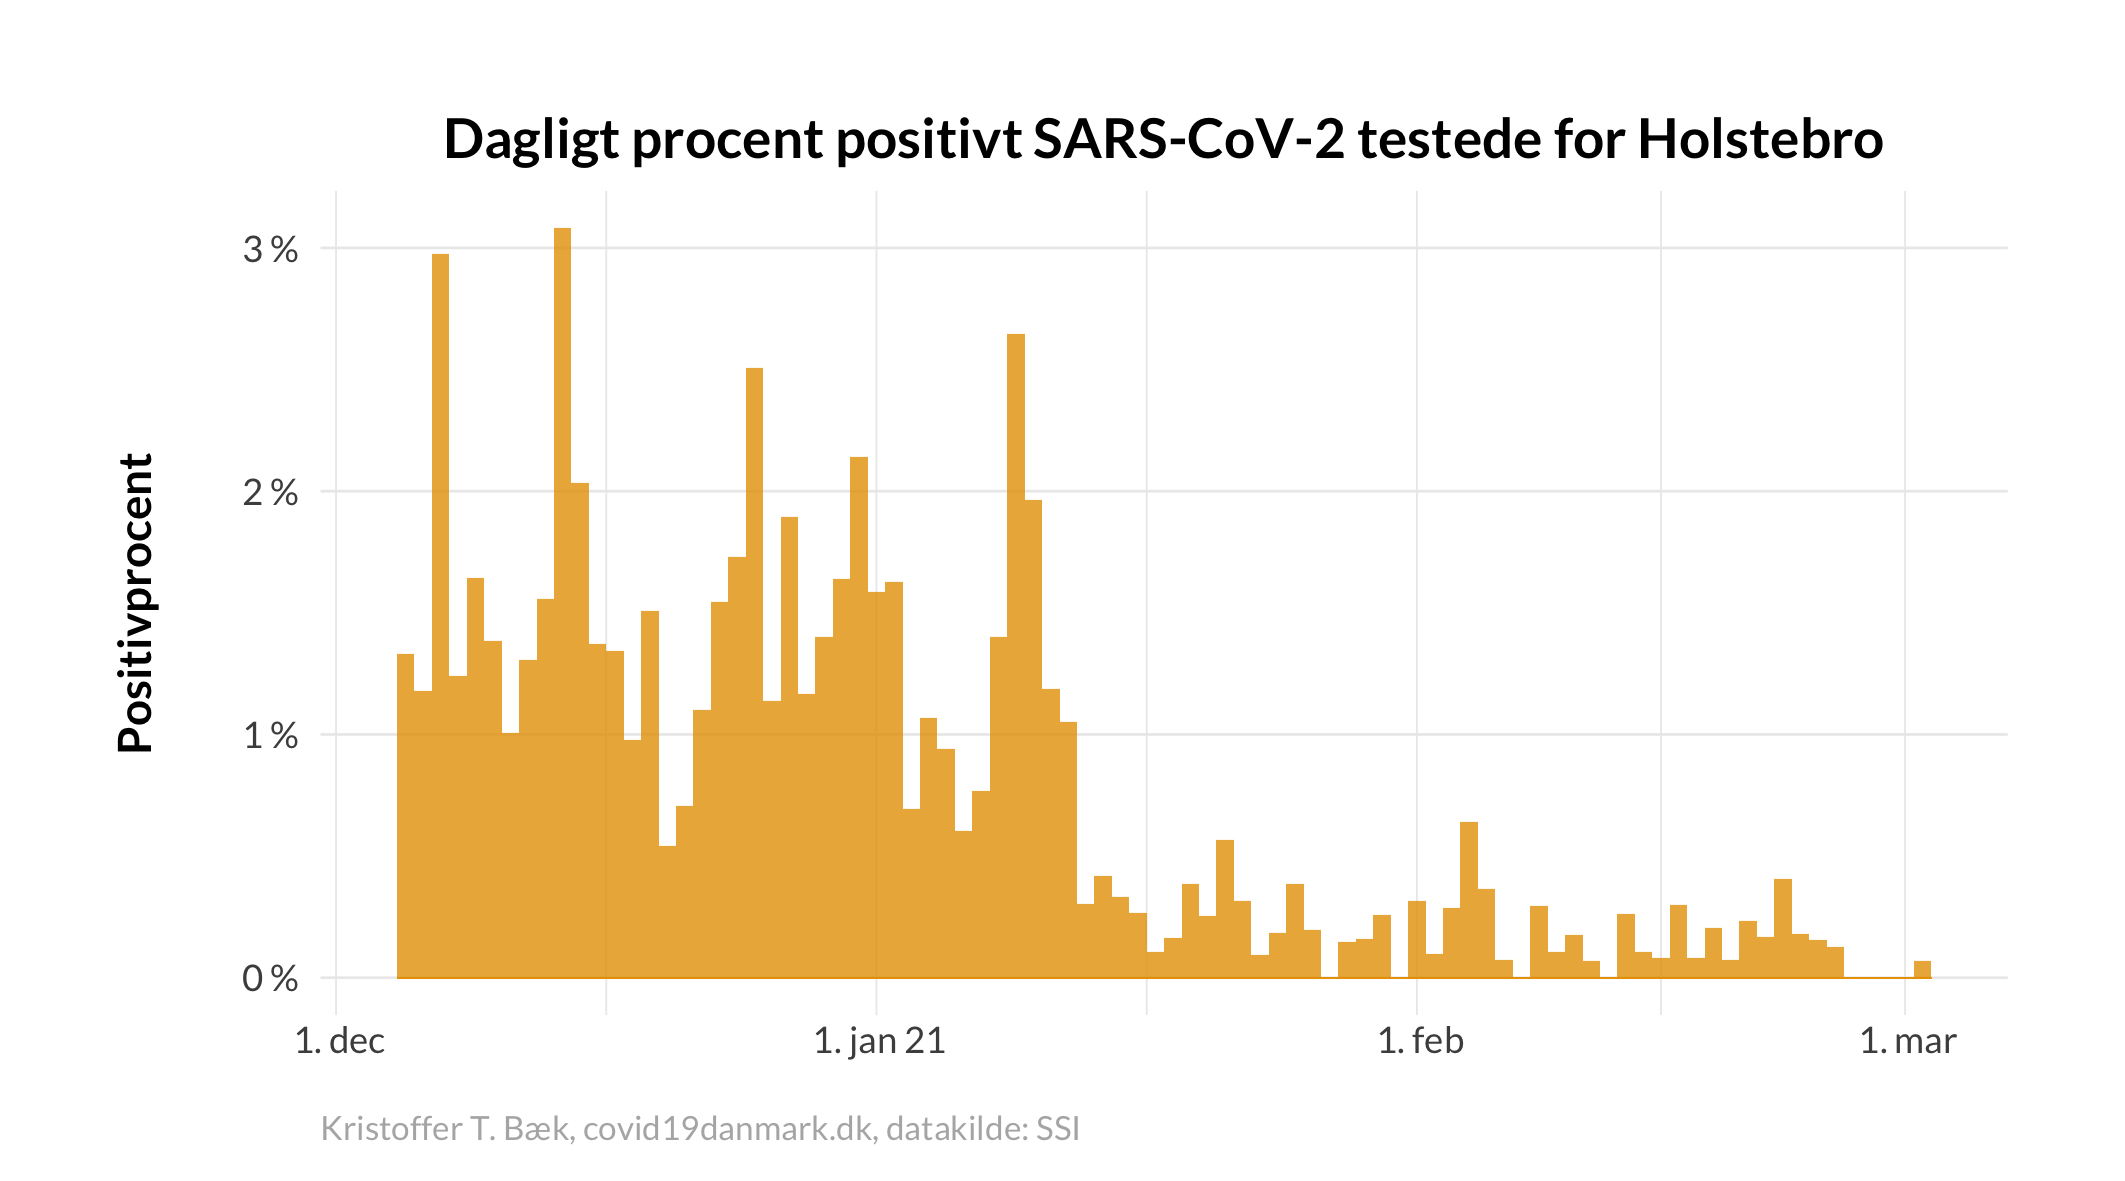 Dagligt procent positivt SARS-CoV-2 testede for Holstebro
Positivprocent
3 %
2 %
1 %
0 %
1. dec
1. jan 21
1. feb
1. mar
Kristoffer T. Bæk, covid19danmark.dk, datakilde: SSI